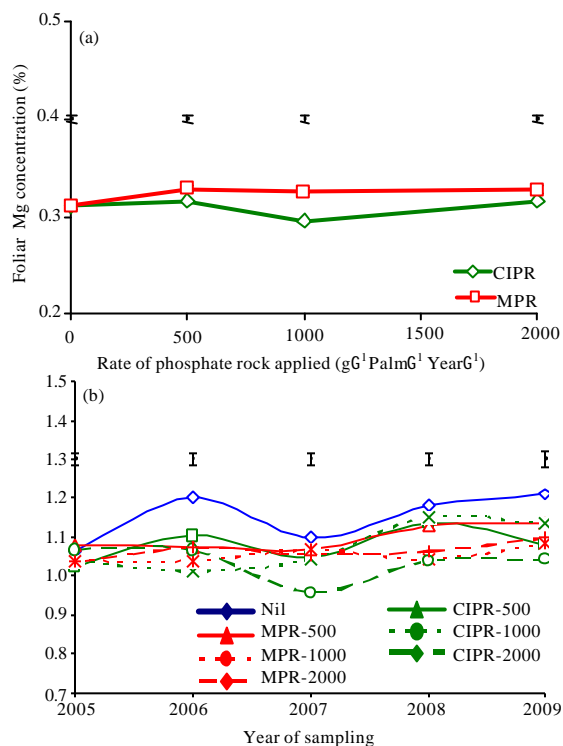 (a)
0.5
0.4
0.3
0.2
Foliar Mg concentration (%)
CIPR
MPR
0 500 1000 1500 2000
Rate of phosphate rock applied (gG¹ PalmG¹ YearG¹)
(b)
1.5
1.4
1.3
1.2
1.1
1.0
0.9
0.8
0.7
Nil
MPR-500
MPR-1000
MPR-2000
CIPR-500
CIPR-1000
CIPR-2000
2005 2006 2007 2008 2009
Year of sampling